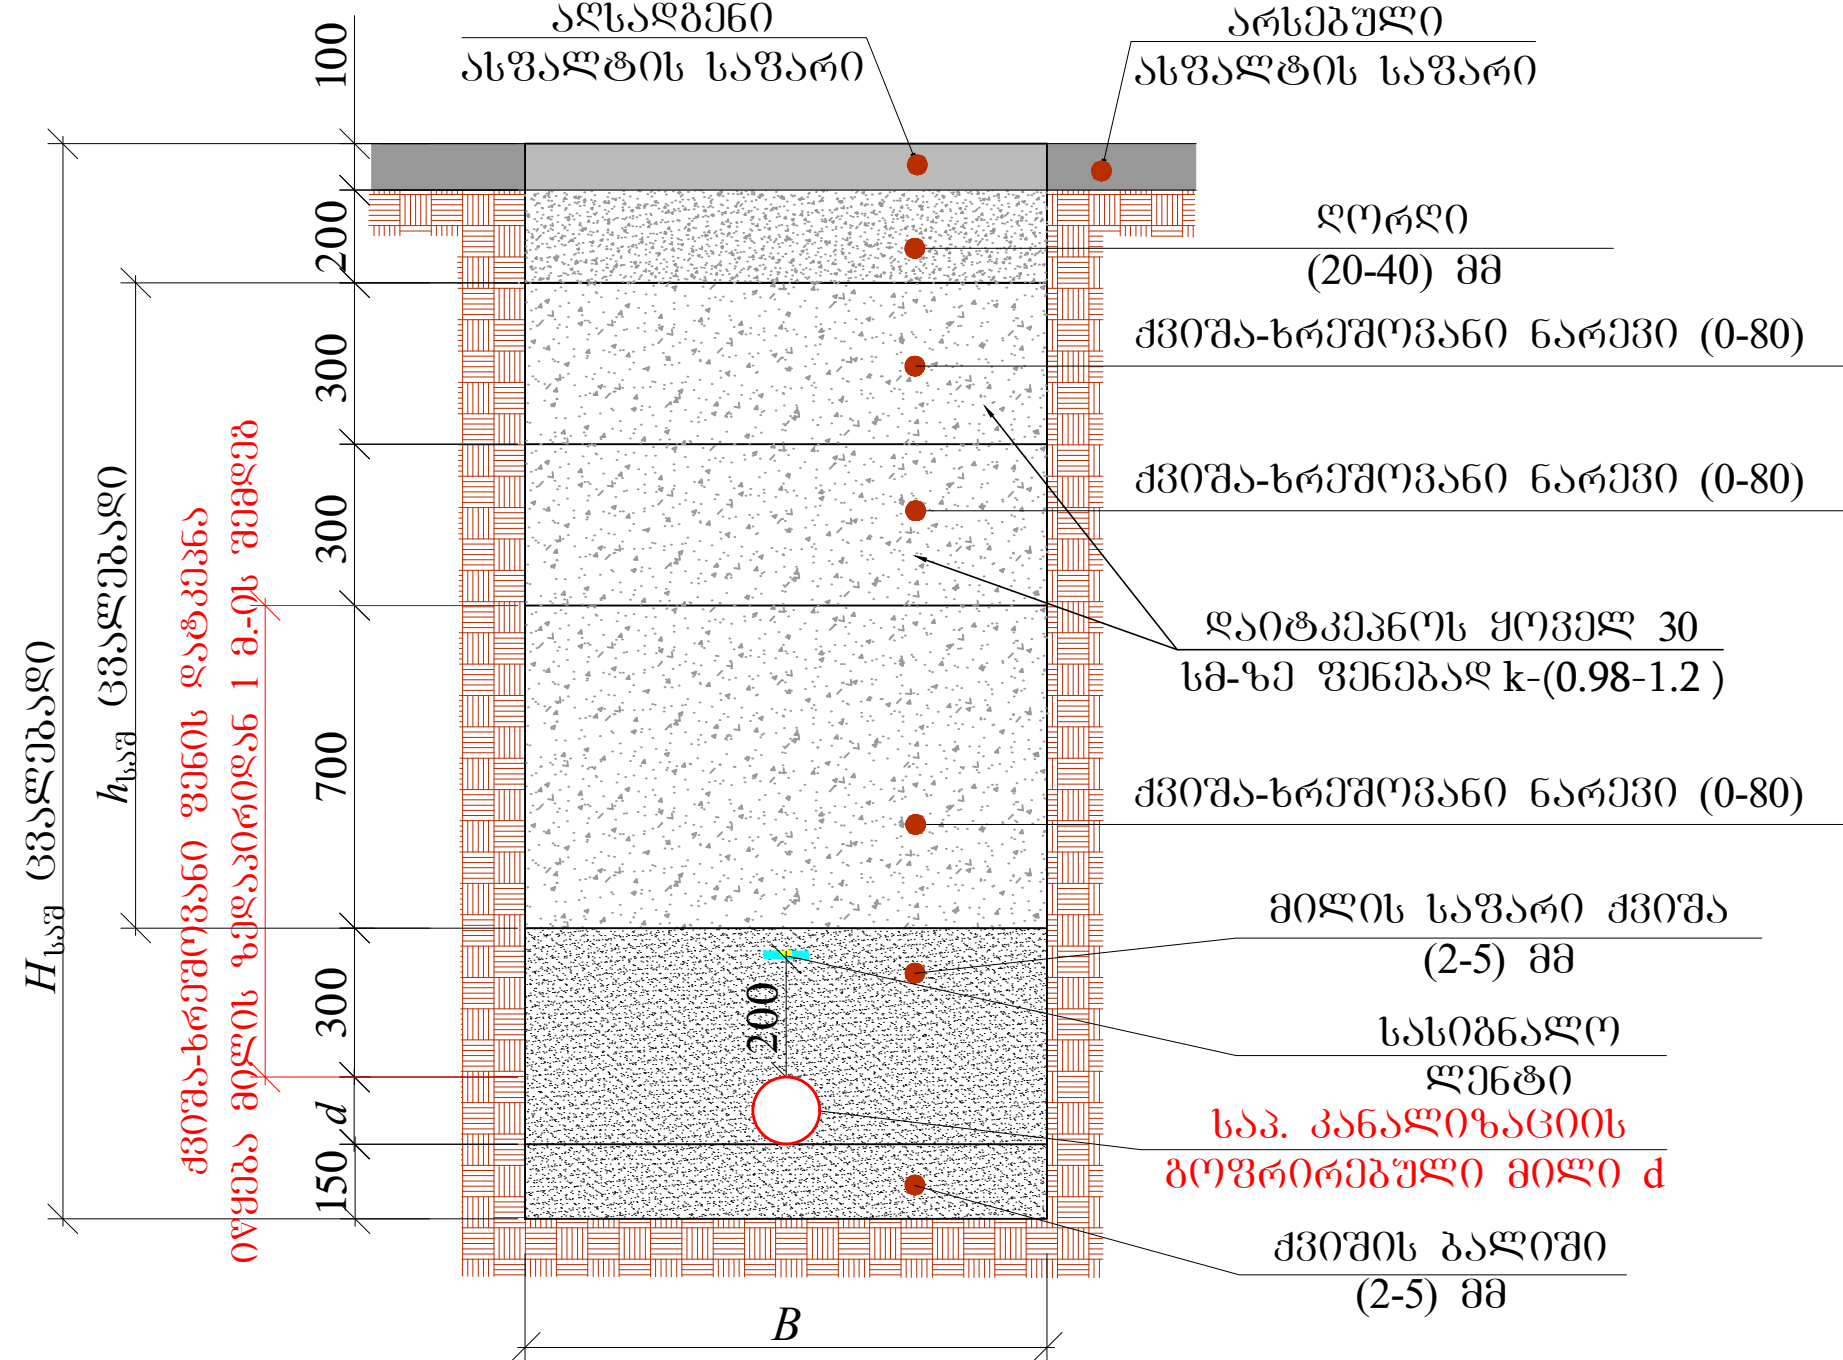 აღსადგენი
ასფალტის საფარი
არსებული
ასფალტის საფარი
100
200
300
300
700
300
d
150
200
B
Hსაშ (ცვალებადი)
hსაშ (ცვალებადი)
ქვიშა-ხრეშოვანი ფენის დატკეპნა
იწყება მილის ზედაპირიდან 1 მ.-ის შემდეგ
ღორღი
(20-40) მმ
ქვიშა-ხრეშოვანი ნარევი (0-80)
ქვიშა-ხრეშოვანი ნარევი (0-80)
დაიტკეპნოს ყოველ 30
სმ-ზე ფენებად k-(0.98-1.2 )
ქვიშა-ხრეშოვანი ნარევი (0-80)
მილის საფარი ქვიშა
(2-5) მმ
სასიგნალო
ლენტი
საპ. კანალიზაციის
გოფრირებული მილი d
ქვიშის ბალიში
(2-5) მმ